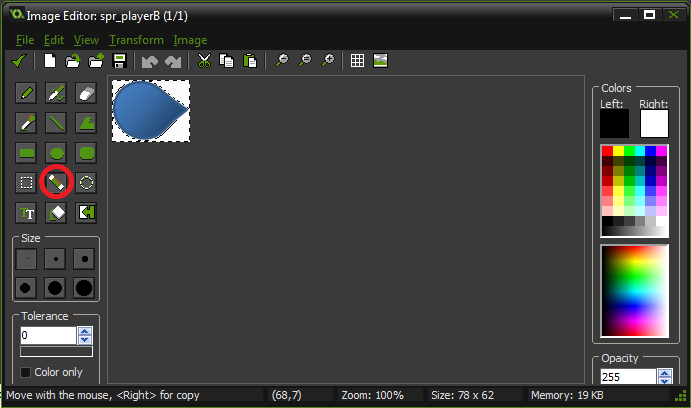 Image Editor: spr_playerB (1/1)
File Edit View Transform Image
Colors
Left: Right:
TT
Size
Tolerance
0
Color only
Opacity
255
Move with the mouse, <Right> for copy (68,7) Zoom: 100% Size: 78 x 62 Memory: 19 KB